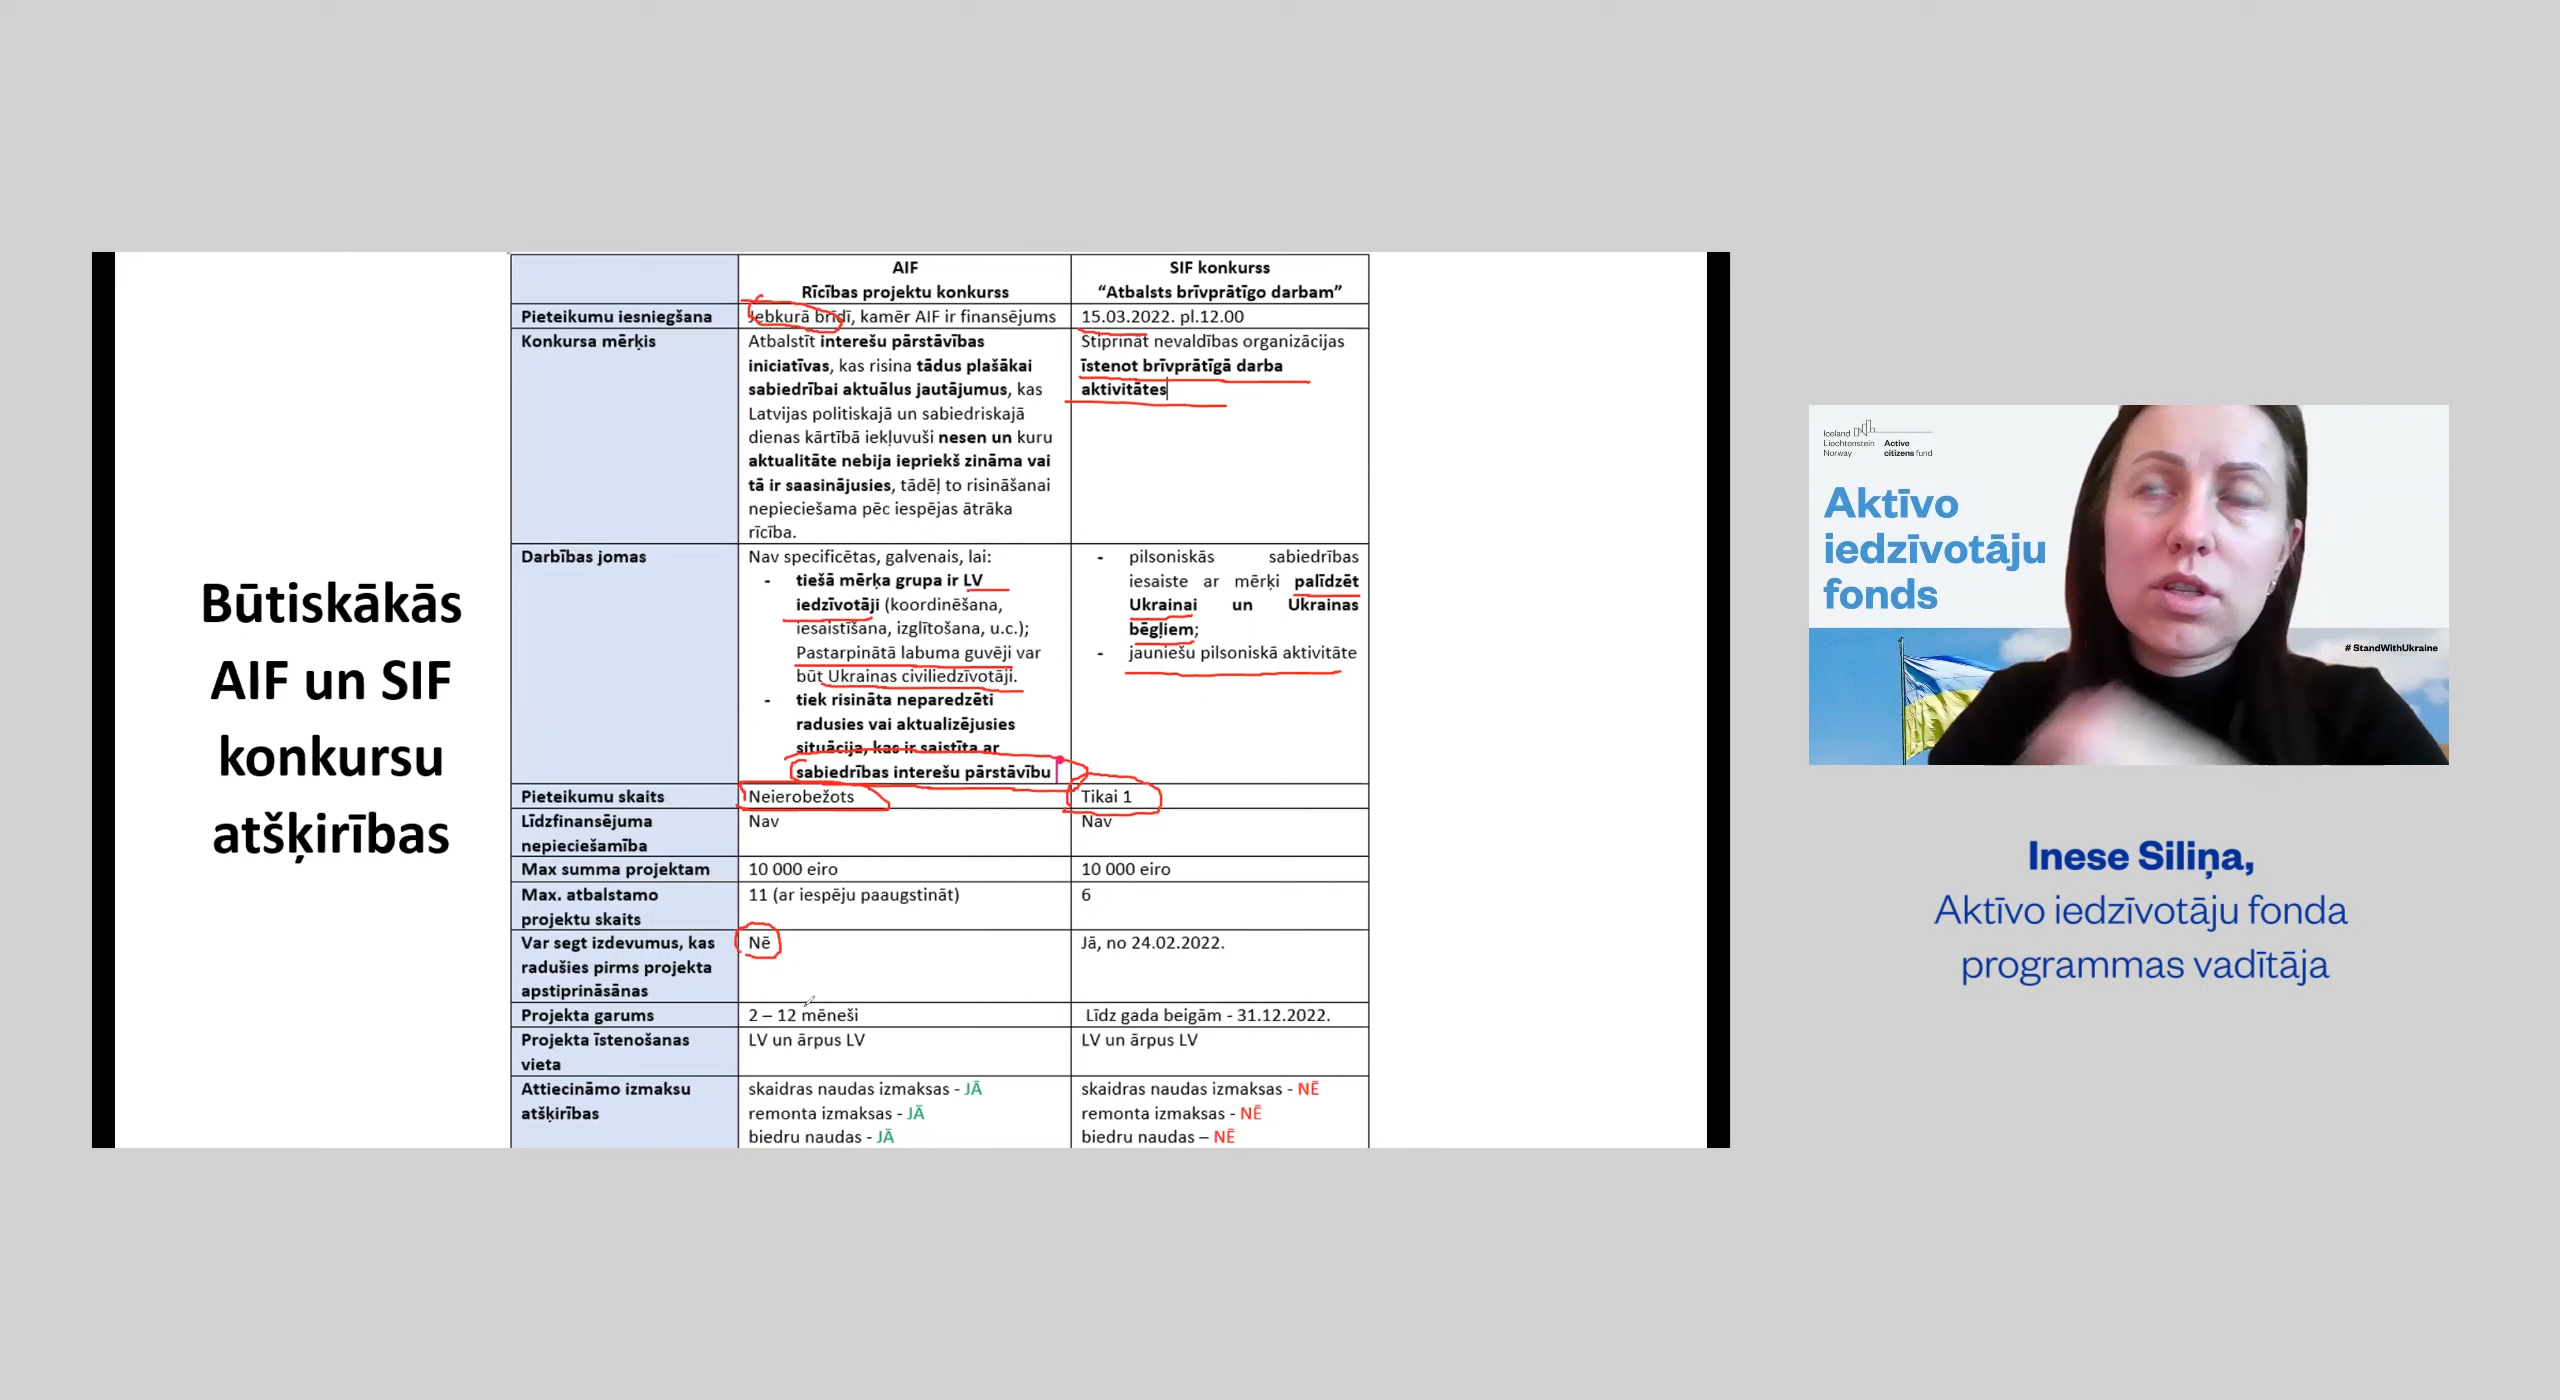 Būtiskākās
AIF un SIF
konkursu
atšķirības
AIF
Rīcības projektu konkurss
SIF konkurss
“Atbalsts brīvprātīgo darbam”
Pieteikumu iesniegšana
Jebkurā brīdī, kamēr AIF ir finansējums
15.03.2022. pl.12.00
Konkursa mērķis
Atbalstīt interešu pārstāvības
iniciatīvas, kas risina tādus plašākai
sabiedrībai aktuālus jautājumus, kas
Latvijas politiskajā un sabiedriskajā
dienas kārtībā iekļuvuši nesen un kuru
aktualitāte nebija iepriekš zināma vai
tā ir saasinājusies, tādēļ to risināšanai
nepieciešama pēc iespējas ātrāka
rīcība.
Stiprināt nevaldības organizācijas
īstenot brīvprātīgā darba
aktivitātes
Darbības jomas
Nav specificētas, galvenais, lai:
- tiešā mērķa grupa ir LV
iedzīvotāji (koordinēšana,
iesaistīšana, izglītošana, u.c.);
Pastarpinātā labuma guvēji var
būt Ukrainas civiliedzīvotāji.
- tiek risināta neparedzēti
radusies vai aktualizējusies
situācija, kas ir saistīta ar
sabiedrības interešu pārstāvību
- pilsoniskās sabiedrības
iesaiste ar mērķi palīdzēt
Ukrainai un Ukrainas
bēgļiem;
- jauniešu pilsoniskā aktivitāte
Pieteikumu skaits
Neierobežots
Tikai 1
Līdzfinansējuma
nepieciešamība
Nav
Nav
Max summa projektam
10 000 eiro
10 000 eiro
Max. atbalstamo
projektu skaits
11 (ar iespēju paaugstināt)
6
Var segt izdevumus, kas
radušies pirms projekta
apstiprināsānas
Nē
Jā, no 24.02.2022.
Projekta garums
2 – 12 mēneši
Līdz gada beigām - 31.12.2022.
Projekta īstenošanas
vieta
LV un ārpus LV
LV un ārpus LV
Attiecināmo izmaksu
atšķirības
skaidras naudas izmaksas - JĀ
remonta izmaksas - JĀ
biedru naudas - JĀ
skaidras naudas izmaksas - NĒ
remonta izmaksas - NĒ
biedru naudas – NĒ
Iceland
Liechtenstein
Norway
Active
citizens fund
Aktīvo
iedzīvotāju
fonds
# StandWithUkraine
Inese Siliņa,
Aktīvo iedzīvotāju fonda
programmas vadītāja